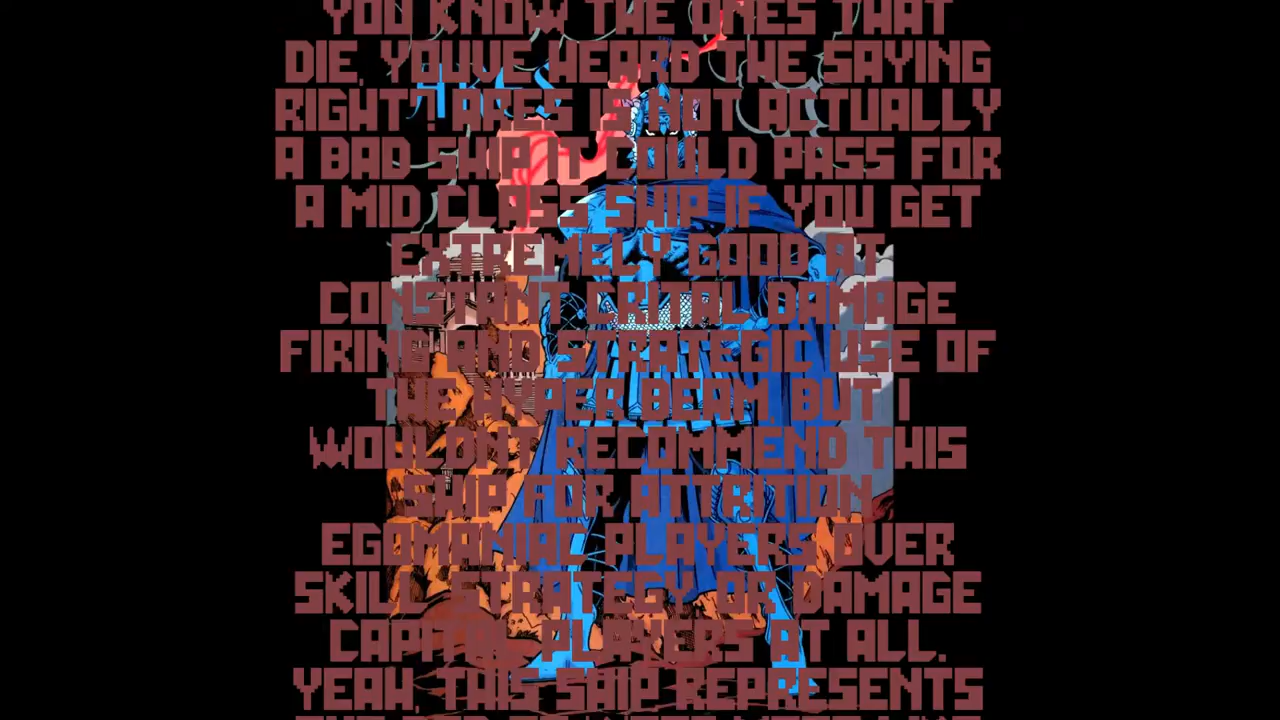 YOU KNOW THE ONES THAT
DIE, YOUVE HEARD THE SAYING
RIGHT? ARES IS NOT ACTUALLY
A BAD SHIP IT COULD PASS FOR
A MID CLASS SHIP IF YOU GET
EXTREMELY GOOD AT
CONSTANT CRITAL DAMAGE
FIRING AND STRATEGIC USE OF
THE HYPER BEAM, BUT I
WOULDNT RECOMMEND THIS
SHIP FOR ATTRITION
EGOMANIAC PLAYERS OVER
SKILL STRATEGY OR DAMAGE
CAPITAL PLAYERS AT ALL.
YEAH, THIS SHIP REPRESENTS